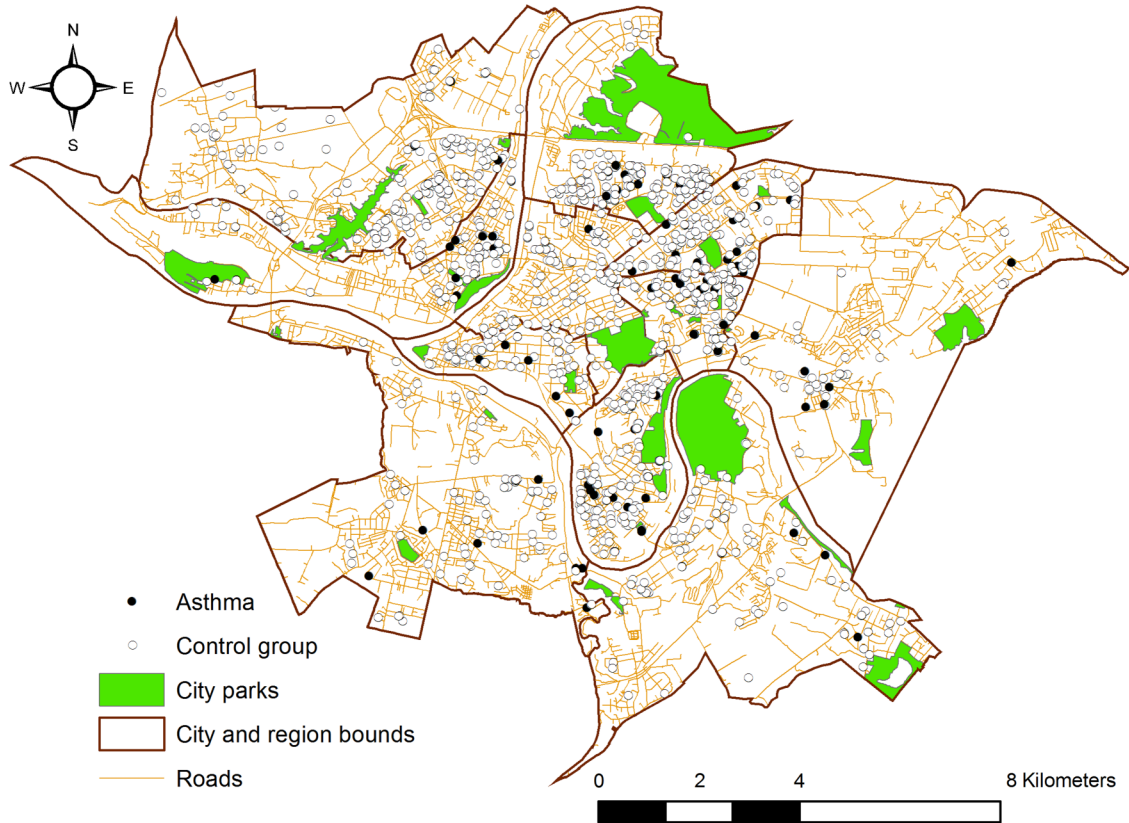 N
W E
S
Asthma
Control group
City parks
City and region bounds
Roads
0 2 4 8 Kilometers